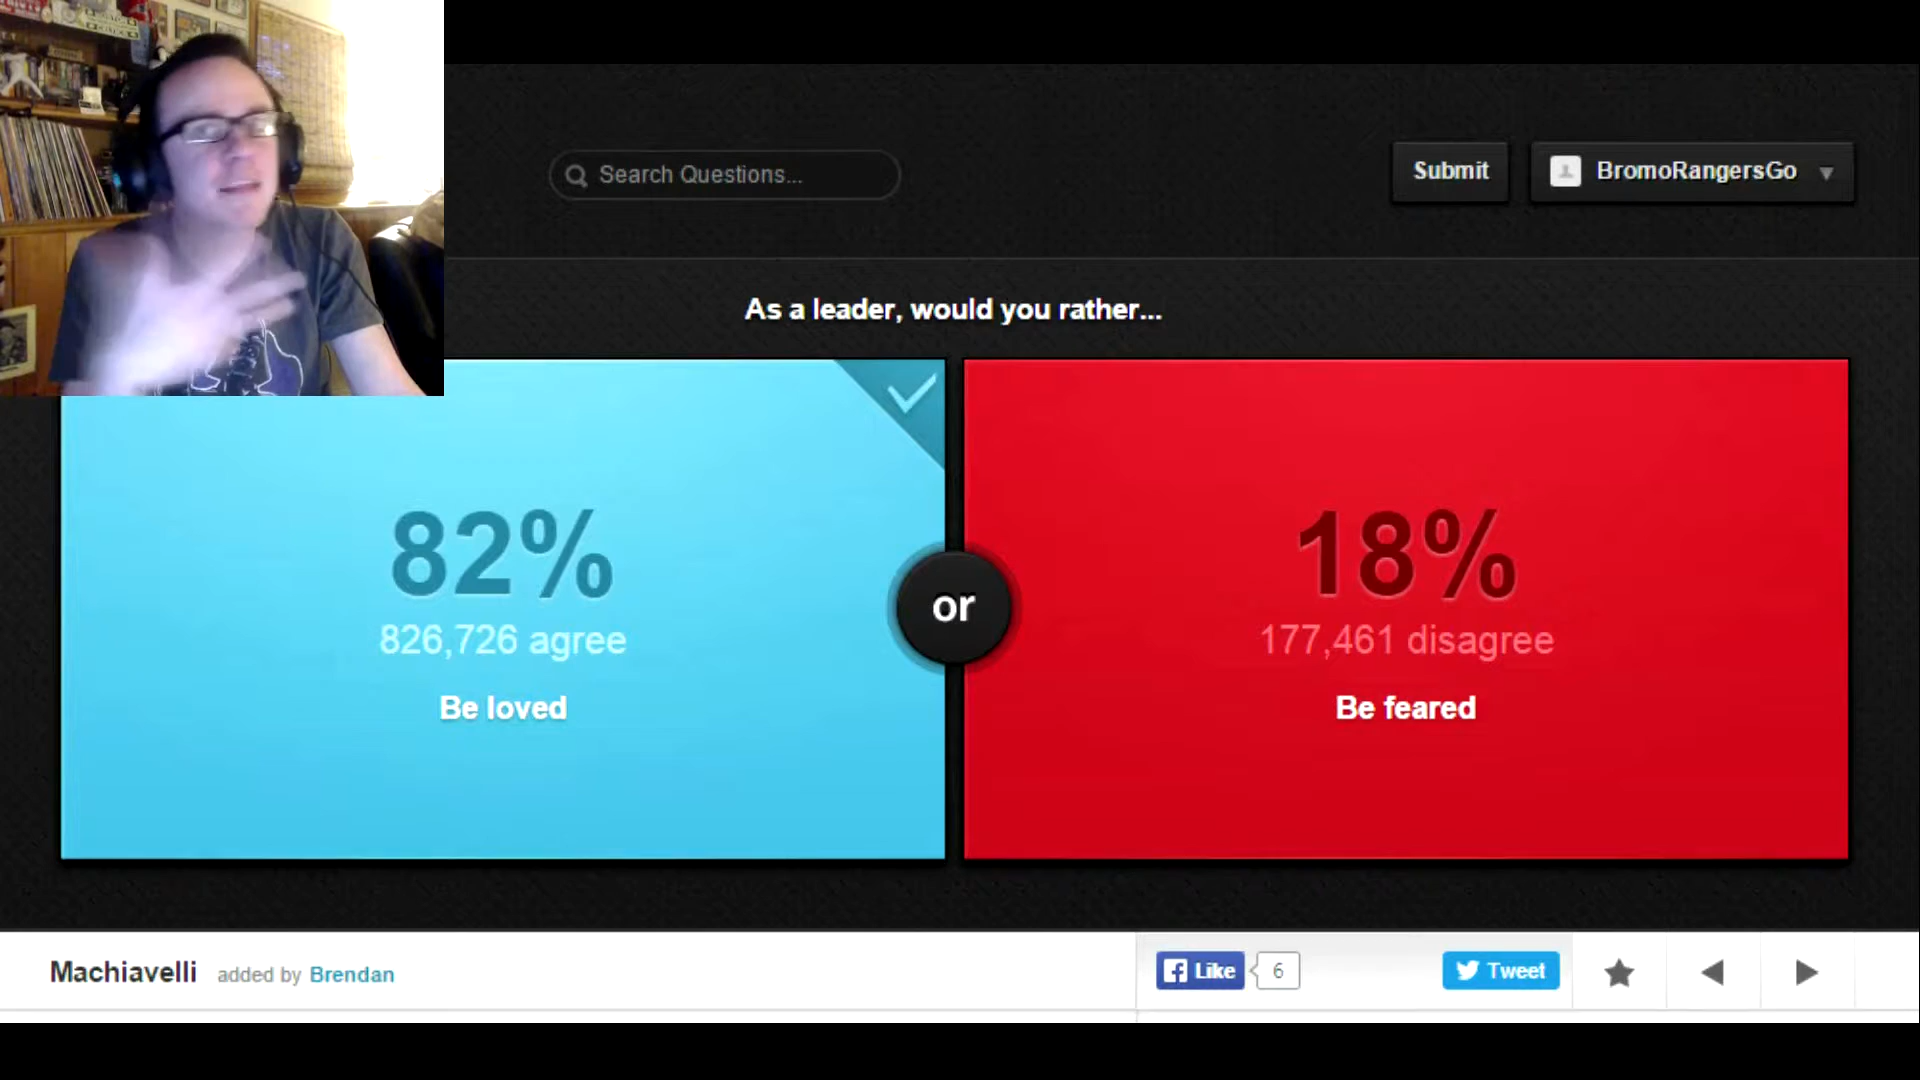 Search Questions...
Submit
BromoRangersGo
As a leader, would you rather...
82%
826,726 agree
Be loved
or
18%
177,461 disagree
Be feared
Machiavelli added by Brendan
Like
6
Tweet